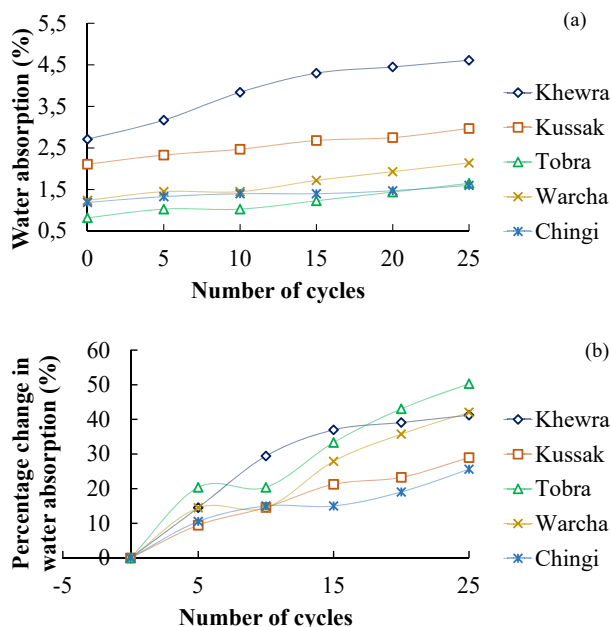 (a)
Water absorption (%)
5,5
4,5
3,5
2,5
1,5
0,5
0 5 10 15 20 25
Number of cycles
Khewra
Kussak
Tobra
Warcha
Chingi
(b)
Percentage change in
water absorption (%)
60
50
40
30
20
10
0
-5 5 15 25
Number of cycles
Khewra
Kussak
Tobra
Warcha
Chingi